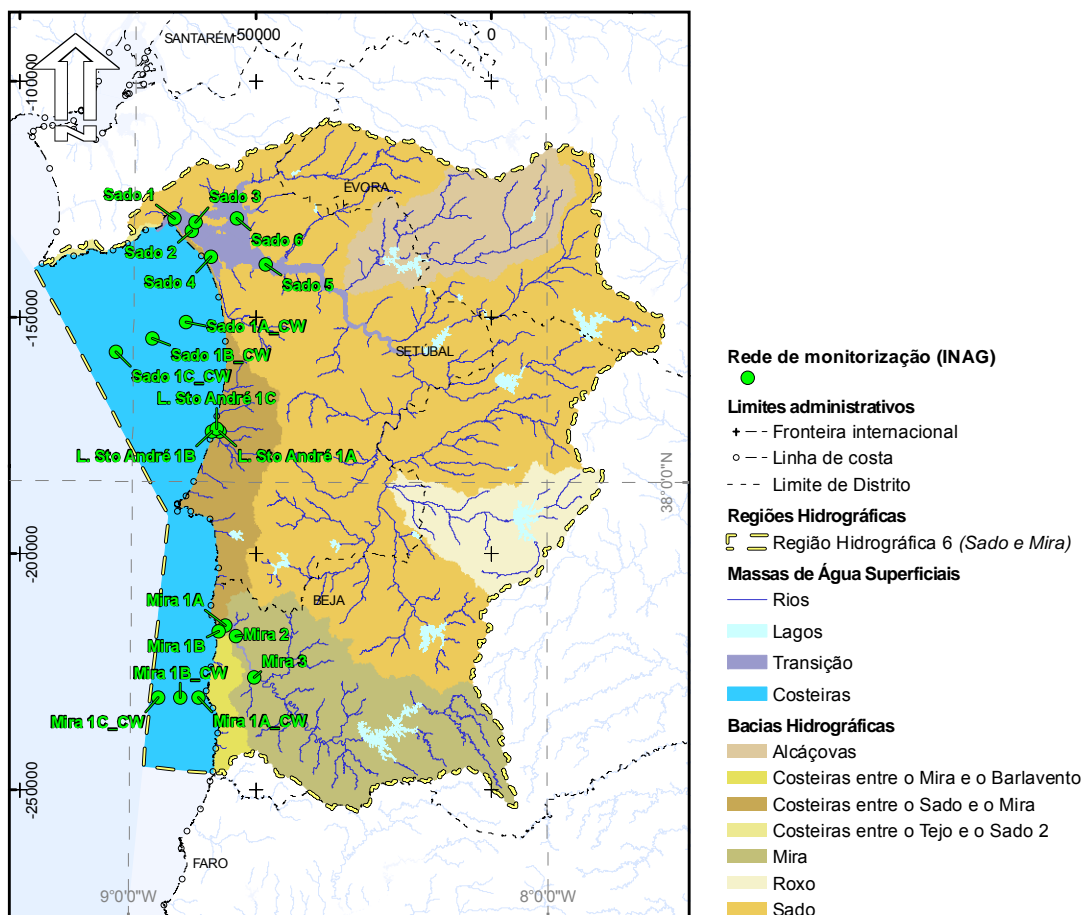 SANTARÉM
-50000
0
-100000
N
ÉVORA
Sado 1
Sado 3
Sado 2
Sado 6
Sado 4
Sado 5
-150000
Sado 1A_CW
SETÚBAL
Sado 1B_CW
Sado 1C_CW
L. Sto André 1C
L. Sto André 1B
L. Sto André 1A
38°0'0"N
-200000
BEJA
Mira 1A
Mira 2
Mira 1B
Mira 3
Mira 1B_CW
Mira 1C_CW
Mira 1A_CW
-250000
FARO
9°0'0"W
8°0'0"W
Rede de monitorização (INAG)
Limites administrativos
Fronteira internacional
Linha de costa
Limite de Distrito
Regiões Hidrográficas
Região Hidrográfica 6 (Sado e Mira)
Massas de Água Superficiais
Rios
Lagos
Transição
Costeiras
Bacias Hidrográficas
Alcáçovas
Costeiras entre o Mira e o Barlavento
Costeiras entre o Sado e o Mira
Costeiras entre o Tejo e o Sado 2
Mira
Roxo
Sado